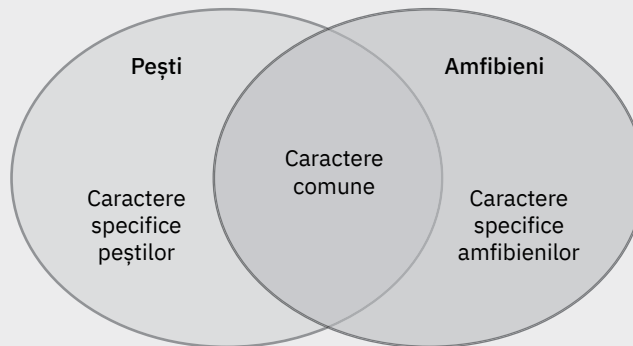 Pești
Amfibieni
Caractere
comune
Caractere
specifice
peștilor
Caractere
specifice
amfibienilor